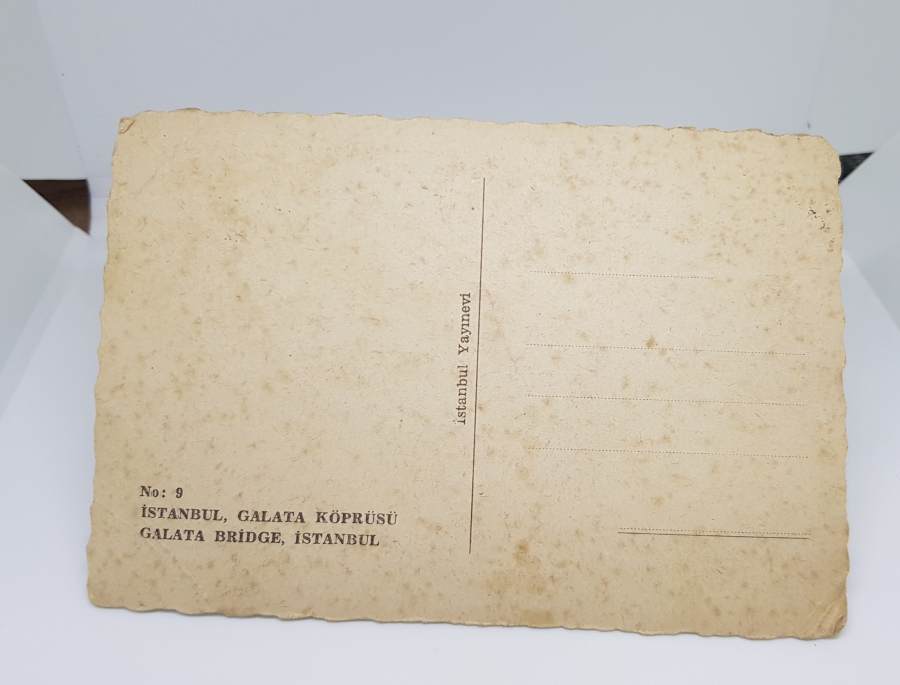 No: 9
İSTANBUL, GALATA KÖPRÜSÜ
GALATA BRİDGE, İSTANBUL
İstanbul Yayınevi